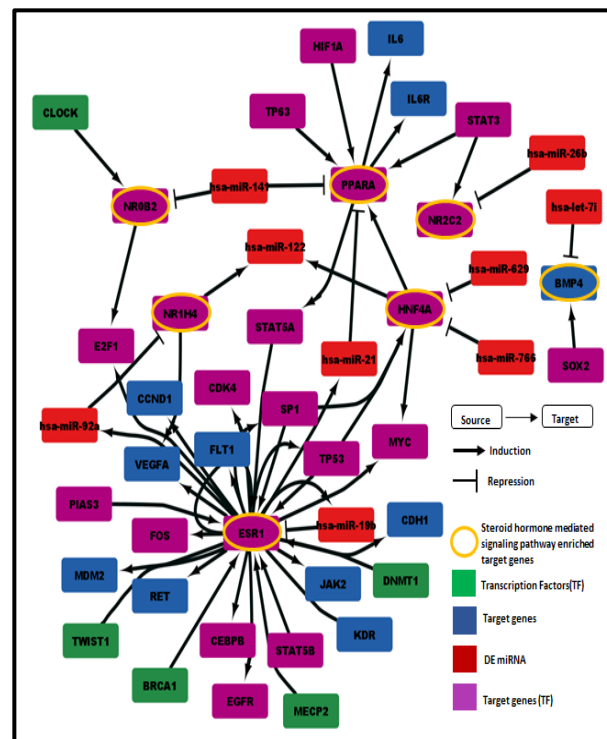 HIF1A
IL6
CLOCK
TP63
IL6R
STAT3
hsa-miR-26b
hsa-miR-141
PPARA
NR0B2
NR2C2
hsa-let-7i
hsa-miR-122
hsa-miR-629
BMP4
NR1H4
HNF4A
STAT5A
E2F1
hsa-miR-21
hsa-miR-766
SOX2
CCND1
CDK4
SP1
Source
Target
hsa-miR-92a
MYC
Induction
VEGFA
FLT1
TP53
Repression
PIAS3
hsa-miR-19b
CDH1
FOS
ESR1
Steroid hormone mediated
signaling pathway enriched
target genes
MDM2
RET
JAK2
DNMT1
Transcription Factors(TF)
TWIST1
CEBPB
STAT5B
KDR
Target genes
BRCA1
EGFR
MECP2
DE miRNA
Target genes (TF)